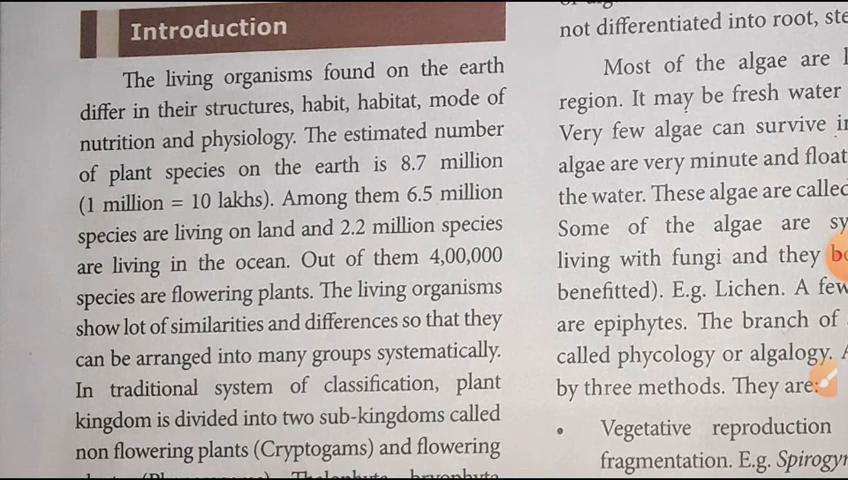 Introduction
The living organisms found on the earth
differ in their structures, habit, habitat, mode of
nutrition and physiology. The estimated number
of plant species on the earth is 8.7 million
(1 million = 10 lakhs). Among them 6.5 million
species are living on land and 2.2 million species
are living in the ocean. Out of them 4,00,000
species are flowering plants. The living organisms
show lot of similarities and differences so that they
can be arranged into many groups systematically.
In traditional system of classification, plant
kingdom is divided into two sub-kingdoms called
non flowering plants (Cryptogams) and flowering
not differentiated into root,
Most of the algae are
region. It may be fresh water
Very few algae can survive
algae are very minute and float
the water. These algae are called
Some of the algae are
living with fungi and they
benefitted). E.g. Lichen. A few
are epiphytes. The branch of
called phycology or algalogy.
by three methods. They are:
• Vegetative reproduction
fragmentation. E.g.